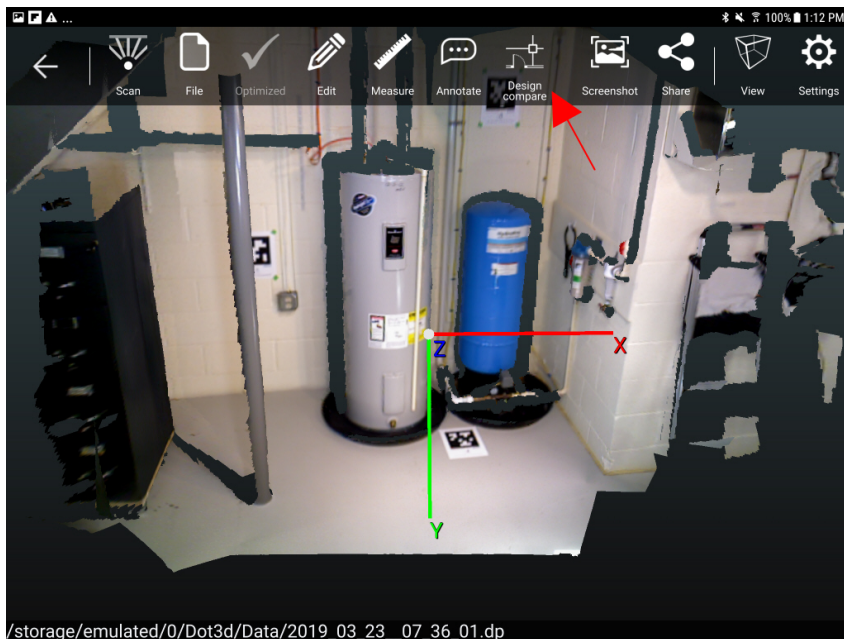 ...
100% 1:12 PM
Scan
File
Optimized
Edit
Measure
Annotate
Design
compare
Screenshot
Share
View
Settings
Z
X
Y
/storage/emulated/0/Dot3d/Data/2019_03_23__07_36_01.dp